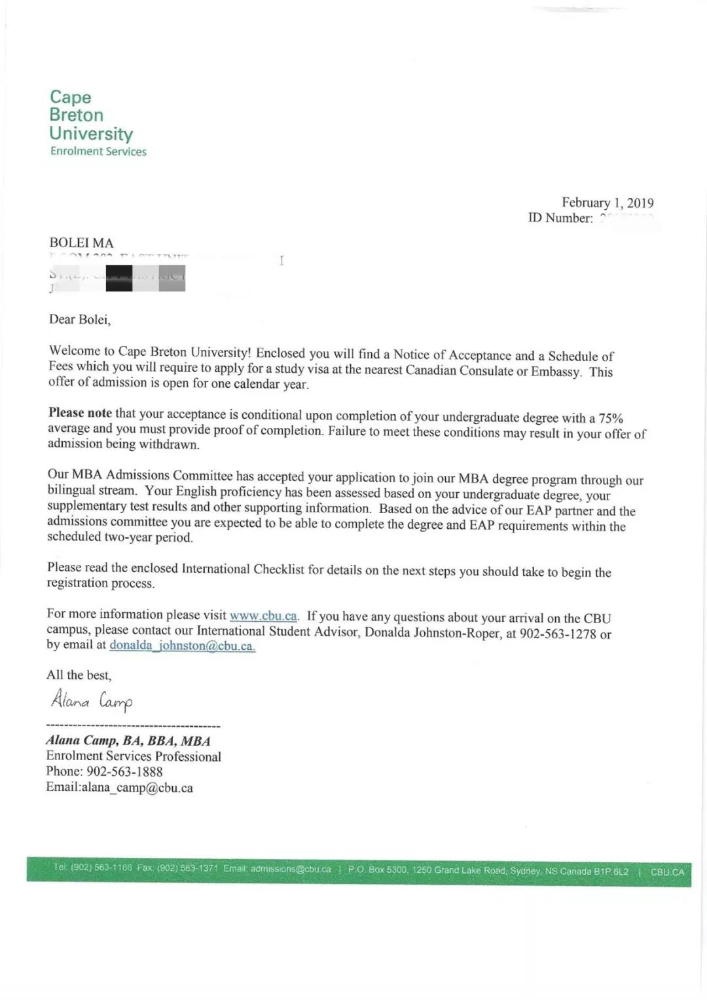 Cape
Breton
University
Enrolment Services
February 1, 2019
ID Number:
BOLEI MA
Dear Bolei,
Welcome to Cape Breton University! Enclosed you will find a Notice of Acceptance and a Schedule of
Fees which you will require to apply for a study visa at the nearest Canadian Consulate or Embassy. This
offer of admission is open for one calendar year.
Please note that your acceptance is conditional upon completion of your undergraduate degree with a 75%
average and you must provide proof of completion. Failure to meet these conditions may result in your offer of
admission being withdrawn.
Our MBA Admissions Committee has accepted your application to join our MBA degree program through our
bilingual stream. Your English proficiency has been assessed based on your undergraduate degree, your
supplementary test results and other supporting information. Based on the advice of our EAP partner and the
admissions committee you are expected to be able to complete the degree and EAP requirements within the
scheduled two-year period.
Please read the enclosed International Checklist for details on the next steps you should take to begin the
registration process.
For more information please visit www.cbu.ca. If you have any questions about your arrival on the CBU
campus, please contact our International Student Advisor, Donalda Johnston-Roper, at 902-563-1278 or
by email at donalda_johnston@cbu.ca.
All the best,
Alana Camp
---------------------------------------
Alana Camp, BA, BBA, MBA
Enrolment Services Professional
Phone: 902-563-1888
Email:alana_camp@cbu.ca
Tel: (902) 563-1166 Fax: (902) 563-1371 Email: admissions@cbu.ca | P.O. Box 5300, 1250 Grand Lake Road, Sydney, NS Canada B1P 6L2 | CBU.CA